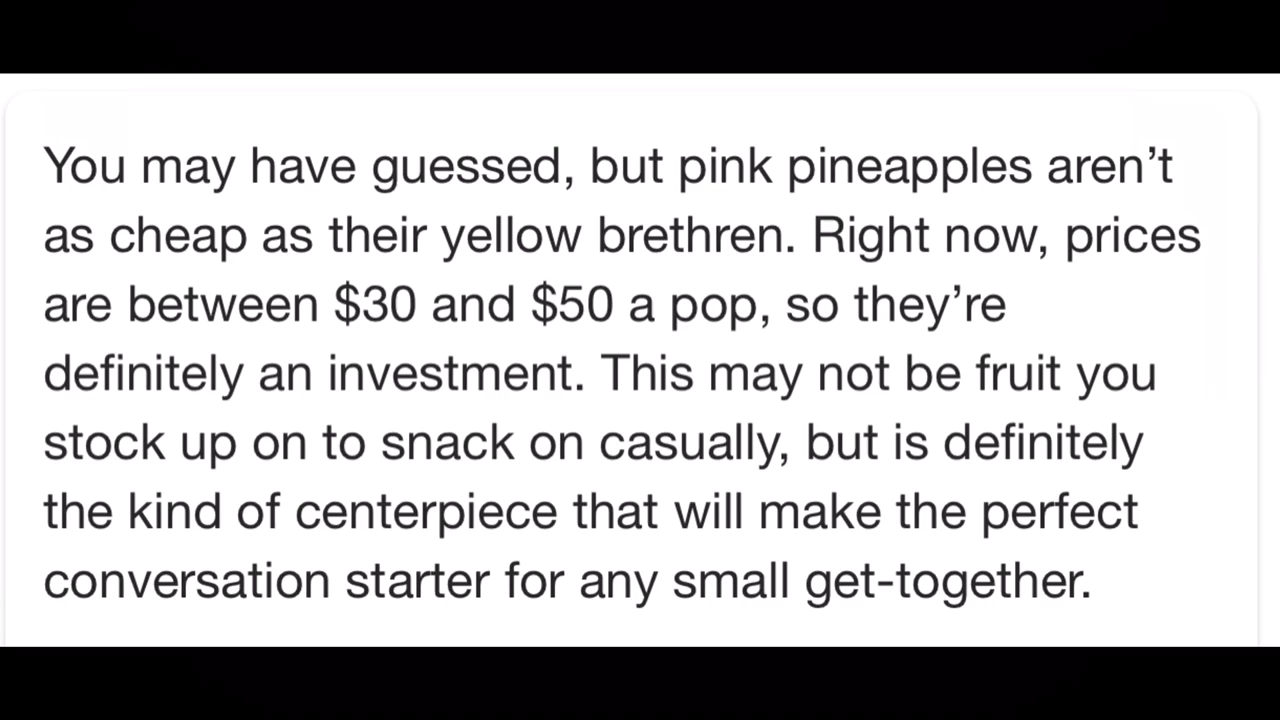 You may have guessed, but pink pineapples aren’t
as cheap as their yellow brethren. Right now, prices
are between $30 and $50 a pop, so they’re
definitely an investment. This may not be fruit you
stock up on to snack on casually, but is definitely
the kind of centerpiece that will make the perfect
conversation starter for any small get-together.